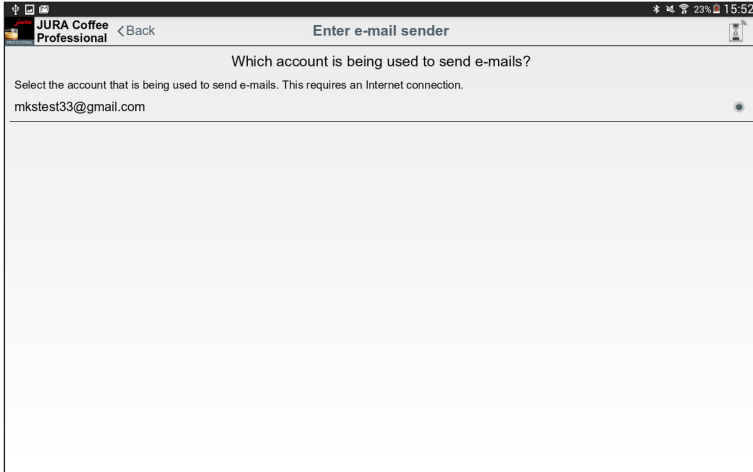 23% 15:52
JURA Coffee
Professional
Back
Enter e-mail sender
Which account is being used to send e-mails?
Select the account that is being used to send e-mails. This requires an Internet connection.
mkstest33@gmail.com